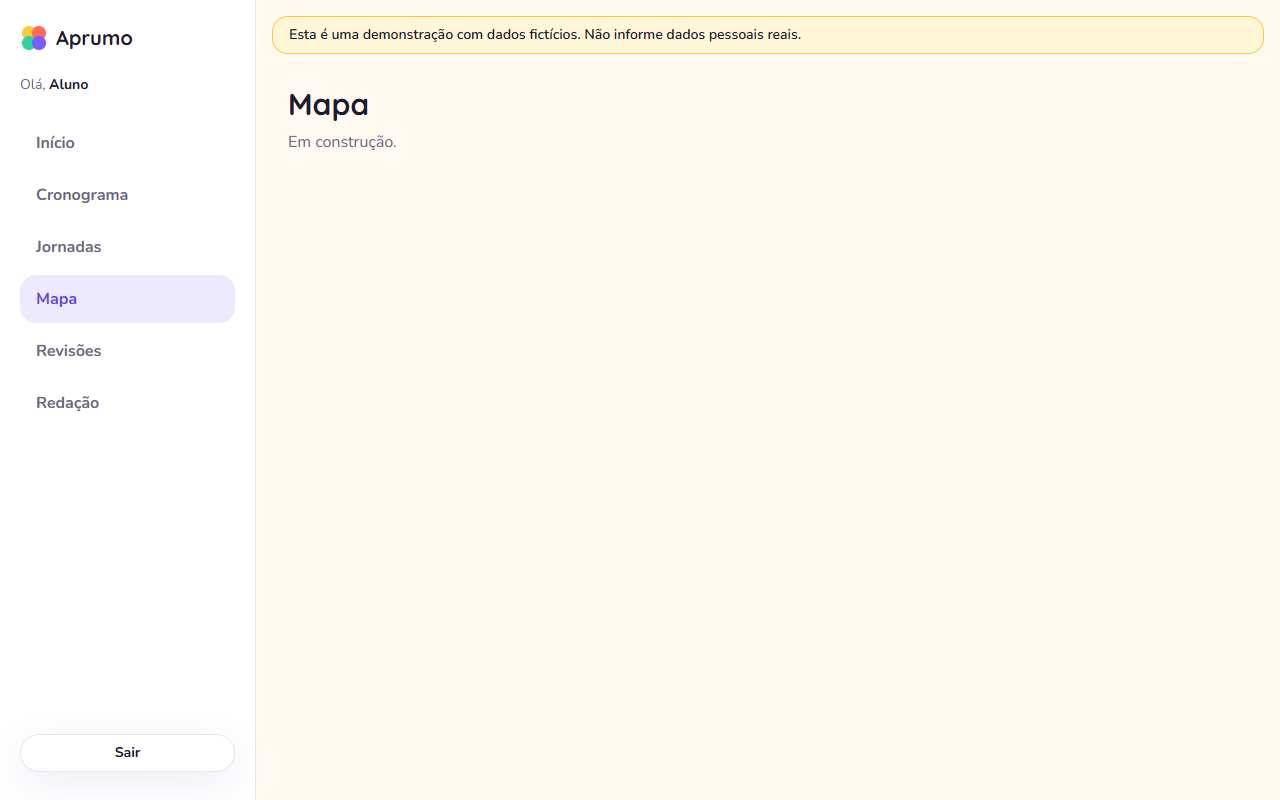 Aprumo
Olá, Aluno
Início
Cronograma
Jornadas
Mapa
Revisões
Redação
Sair
Esta é uma demonstração com dados fictícios. Não informe dados pessoais reais.
Mapa
Em construção.